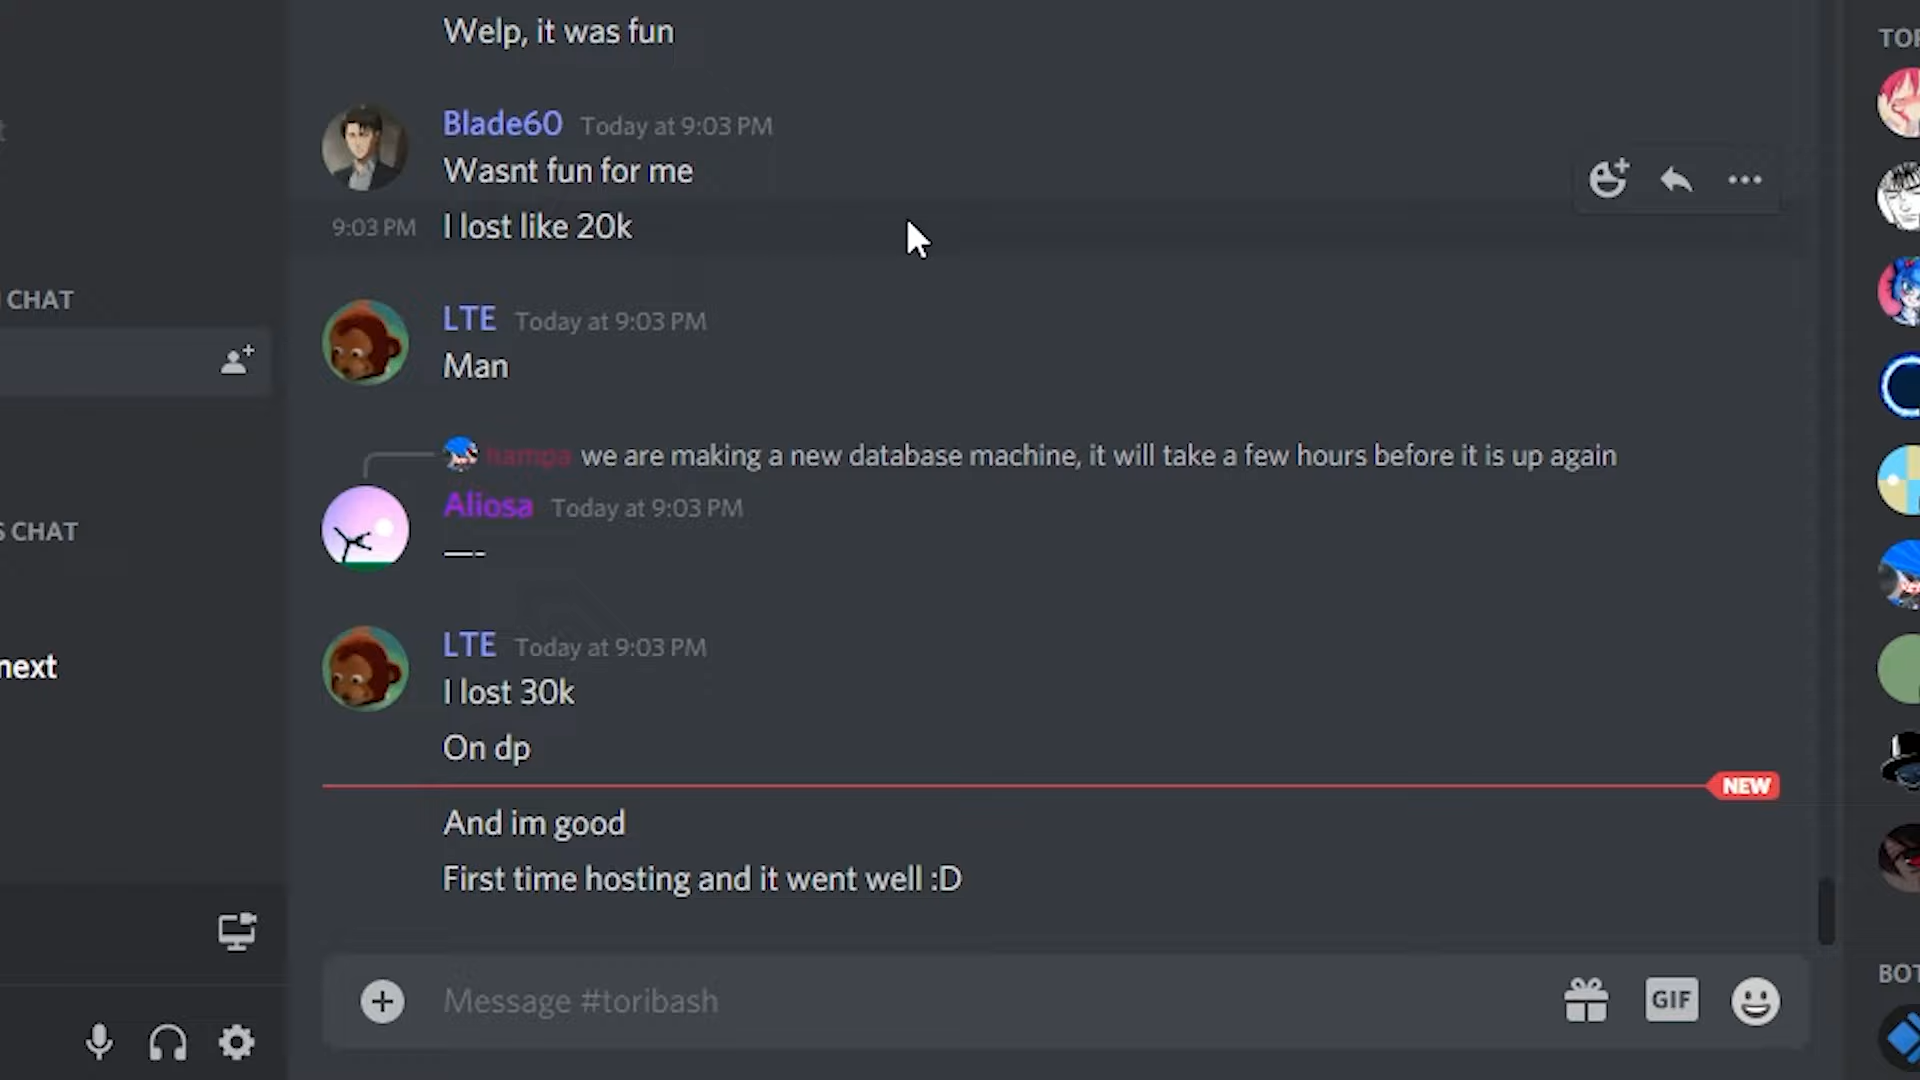 Welp, it was fun
TOP
Blade60 Today at 9:03 PM
Wasnt fun for me
9:03 PM I lost like 20k
CHAT
LTE Today at 9:03 PM
Man
hampa we are making a new database machine, it will take a few hours before it is up again
Aliosa Today at 9:03 PM
—-
S CHAT
LTE Today at 9:03 PM
I lost 30k
next
On dp
NEW
And im good
First time hosting and it went well :D
BOT
Message #toribash
GIF